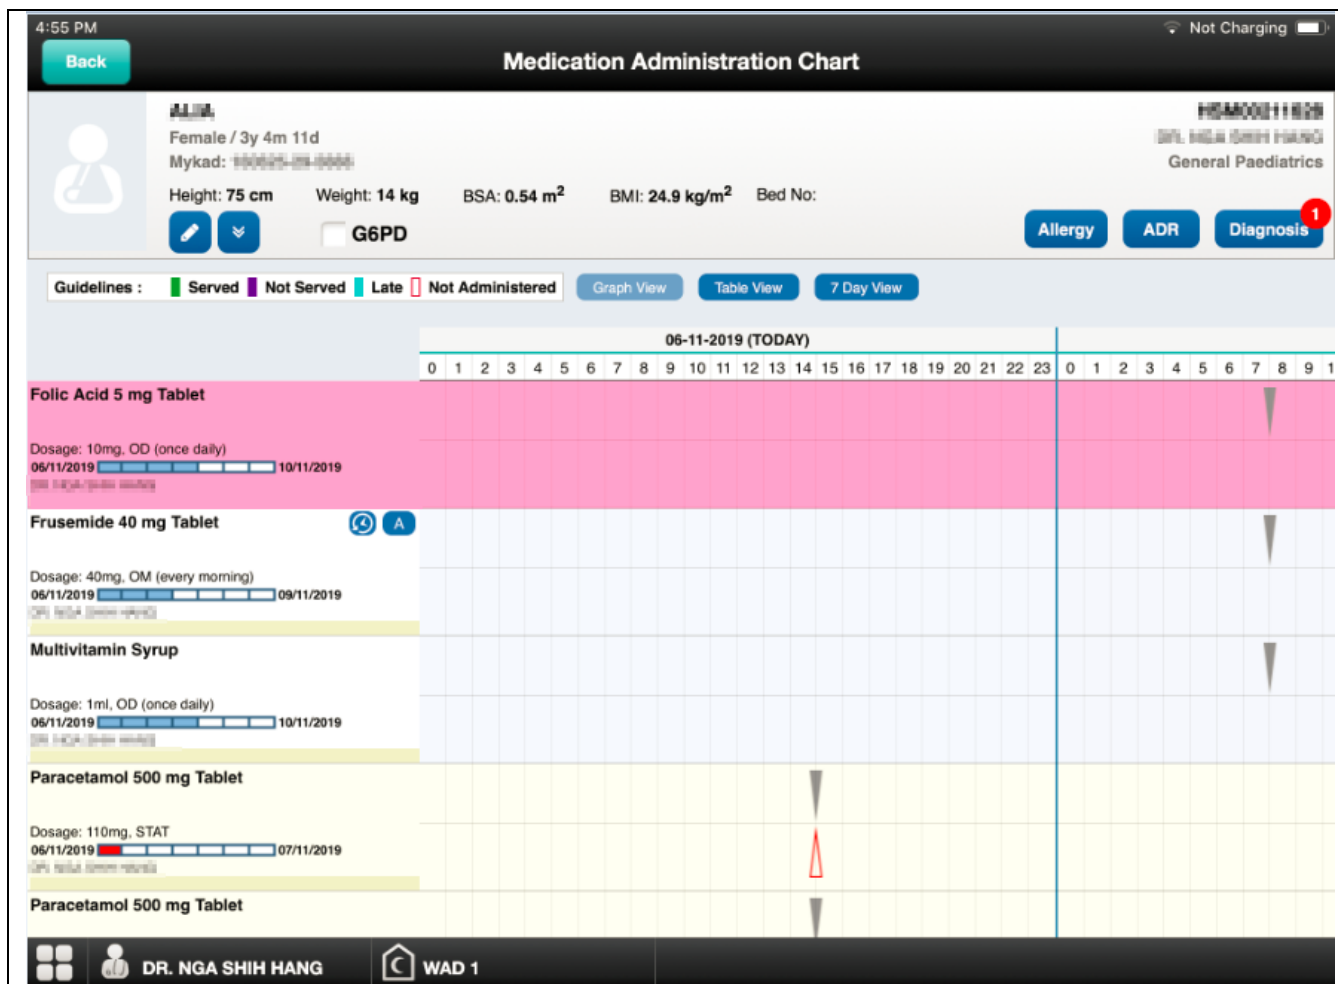 4:55 PM Not Charging
Back Medication Administration Chart
Female / 3y 4m 11d
Mykad:
General Paediatrics
Height: 75 cm Weight: 14 kg BSA: 0.54 m² BMI: 24.9 kg/m² Bed No:
G6PD Allergy ADR Diagnosis 1
Guidelines : Served Not Served Late Not Administered Graph View Table View 7 Day View
06-11-2019 (TODAY)
0 1 2 3 4 5 6 7 8 9 10 11 12 13 14 15 16 17 18 19 20 21 22 23 0 1 2 3 4 5 6 7 8 9 1
Folic Acid 5 mg Tablet
Dosage: 10mg, OD (once daily)
06/11/2019 10/11/2019
Frusemide 40 mg Tablet A
Dosage: 40mg, OM (every morning)
06/11/2019 09/11/2019
Multivitamin Syrup
Dosage: 1ml, OD (once daily)
06/11/2019 10/11/2019
Paracetamol 500 mg Tablet
Dosage: 110mg, STAT
06/11/2019 07/11/2019
Paracetamol 500 mg Tablet
DR. NGA SHIH HANG C WAD 1